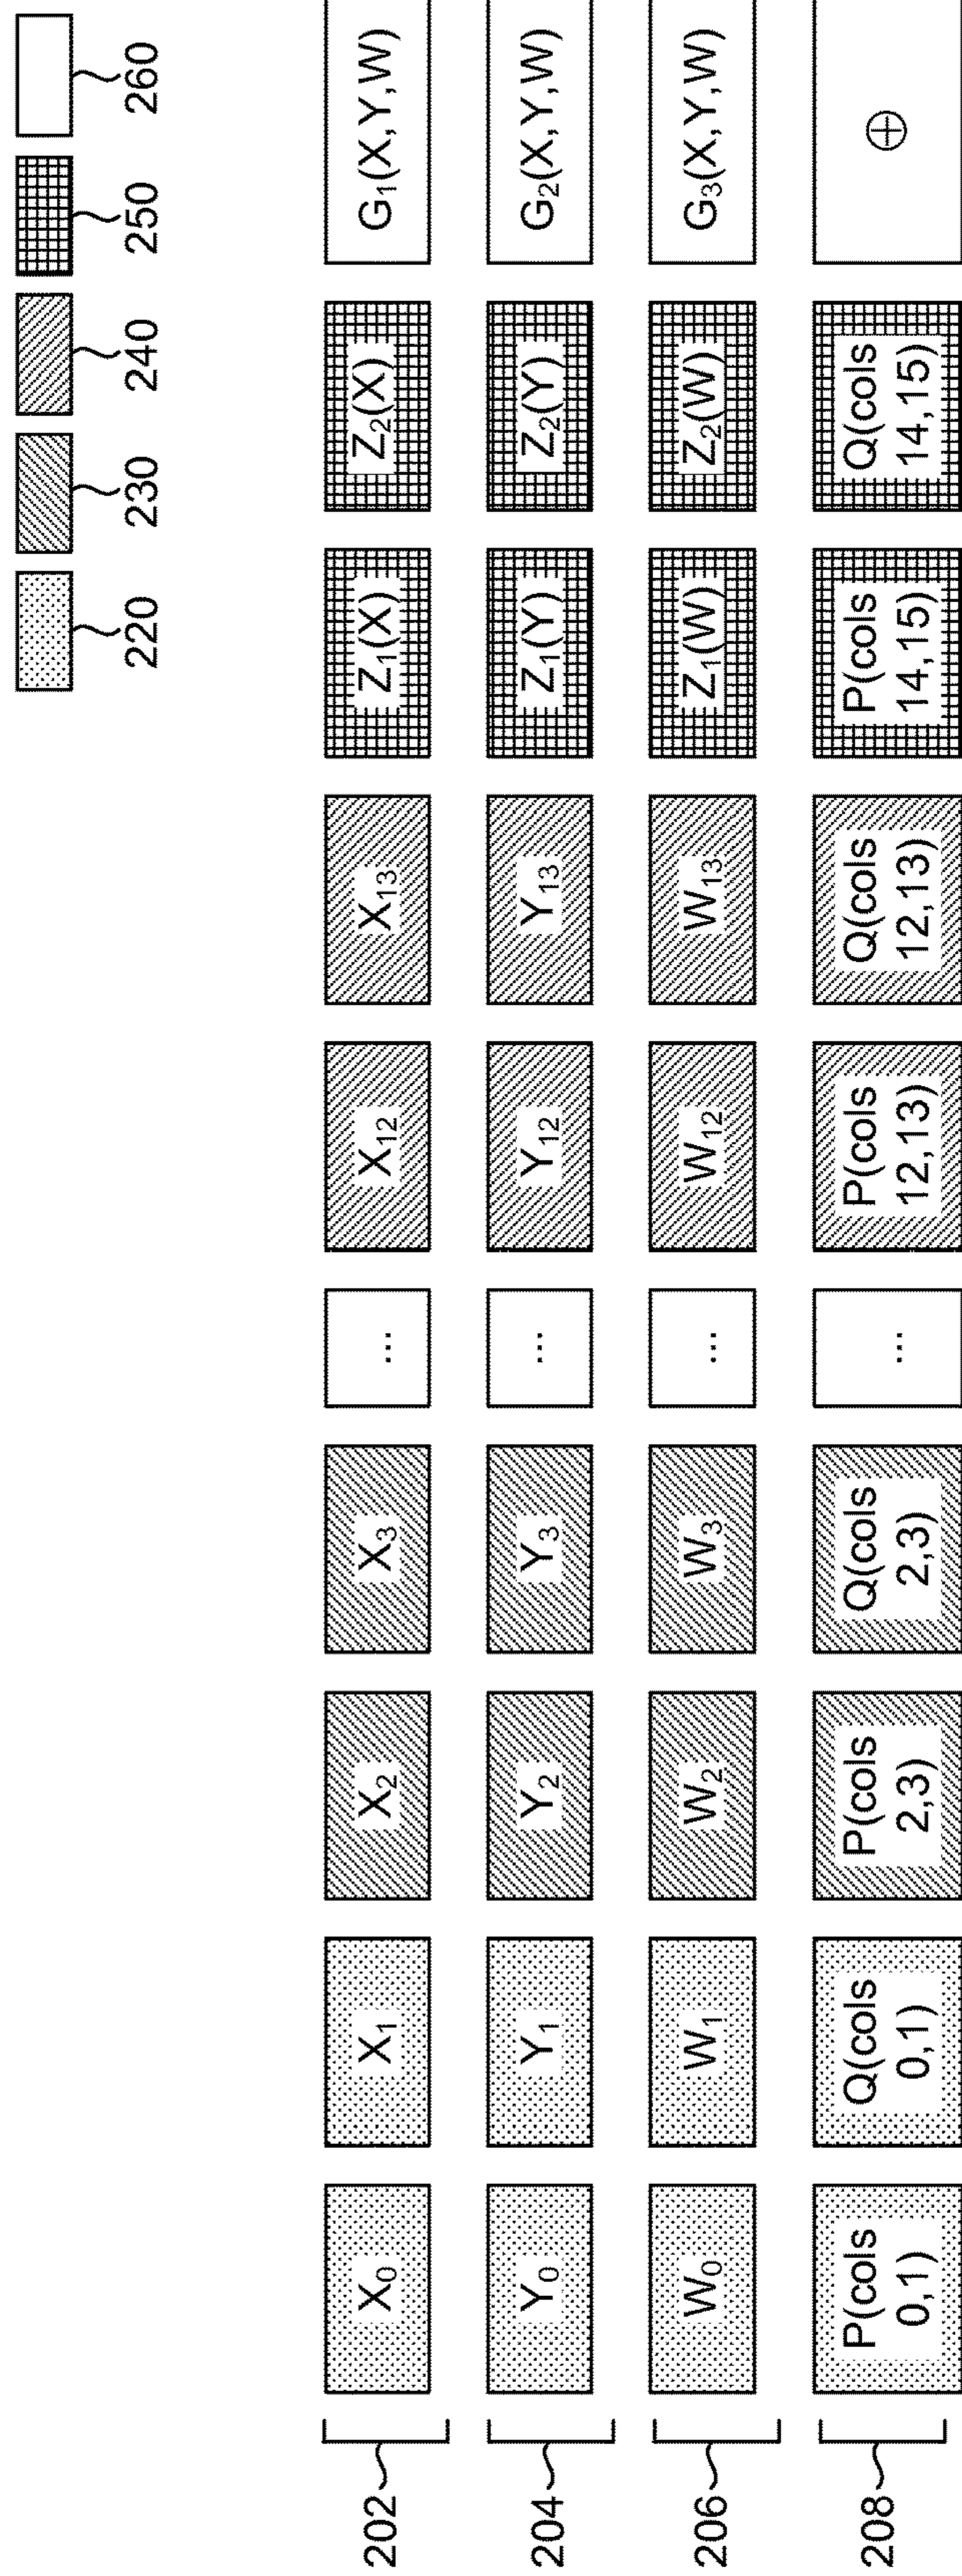 220
230
240
250
260
202 X₀ X₁ X₂ X₃ ... X₁₂ X₁₃ Z₁(X) Z₂(X) G₁(X,Y,W)
204 Y₀ Y₁ Y₂ Y₃ ... Y₁₂ Y₁₃ Z₁(Y) Z₂(Y) G₂(X,Y,W)
206 W₀ W₁ W₂ W₃ ... W₁₂ W₁₃ Z₁(W) Z₂(W) G₃(X,Y,W)
208
P(cols
0,1)
Q(cols
0,1)
P(cols
2,3)
Q(cols
2,3)
...
P(cols
12,13)
Q(cols
12,13)
P(cols
14,15)
Q(cols
14,15)
⊕